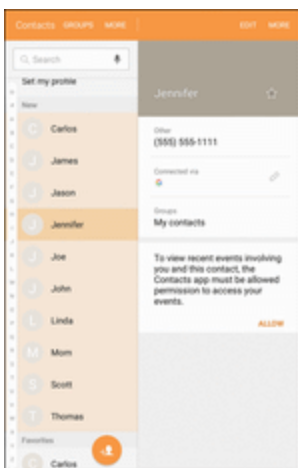 Contacts GROUPS MORE
EDIT MORE
Search
Set my profile
New
C Carlos
J James
J Jason
J Jennifer
J Joe
J John
L Linda
M Mom
S Scott
T Thomas
Favorites
C Carlos
Jennifer
Other
(555) 555-1111
Connected via
Groups
My contacts
To view recent events involving
you and this contact, the
Contacts app must be allowed
permission to access your
events.
ALLOW